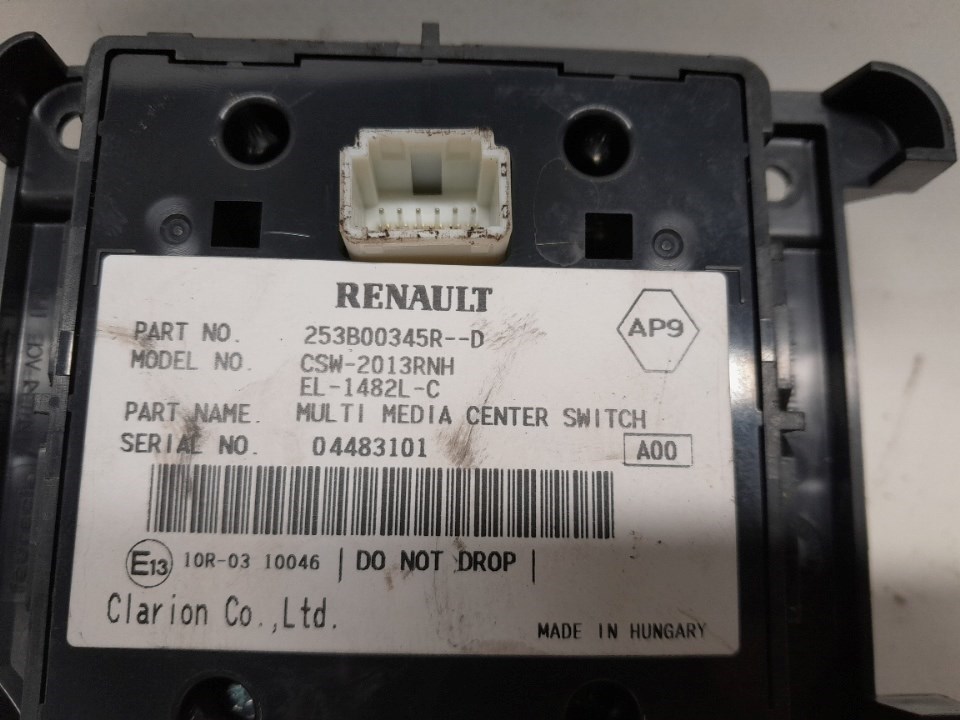 RENAULT
PART NO. 253B00345R--D
AP9
MODEL NO. CSW-2013RNH
EL-1482L-C
PART NAME. MULTI MEDIA CENTER SWITCH
SERIAL NO. 04483101
A00
E13 10R-03 10046 | DO NOT DROP |
Clarion Co.,Ltd.
MADE IN HUNGARY